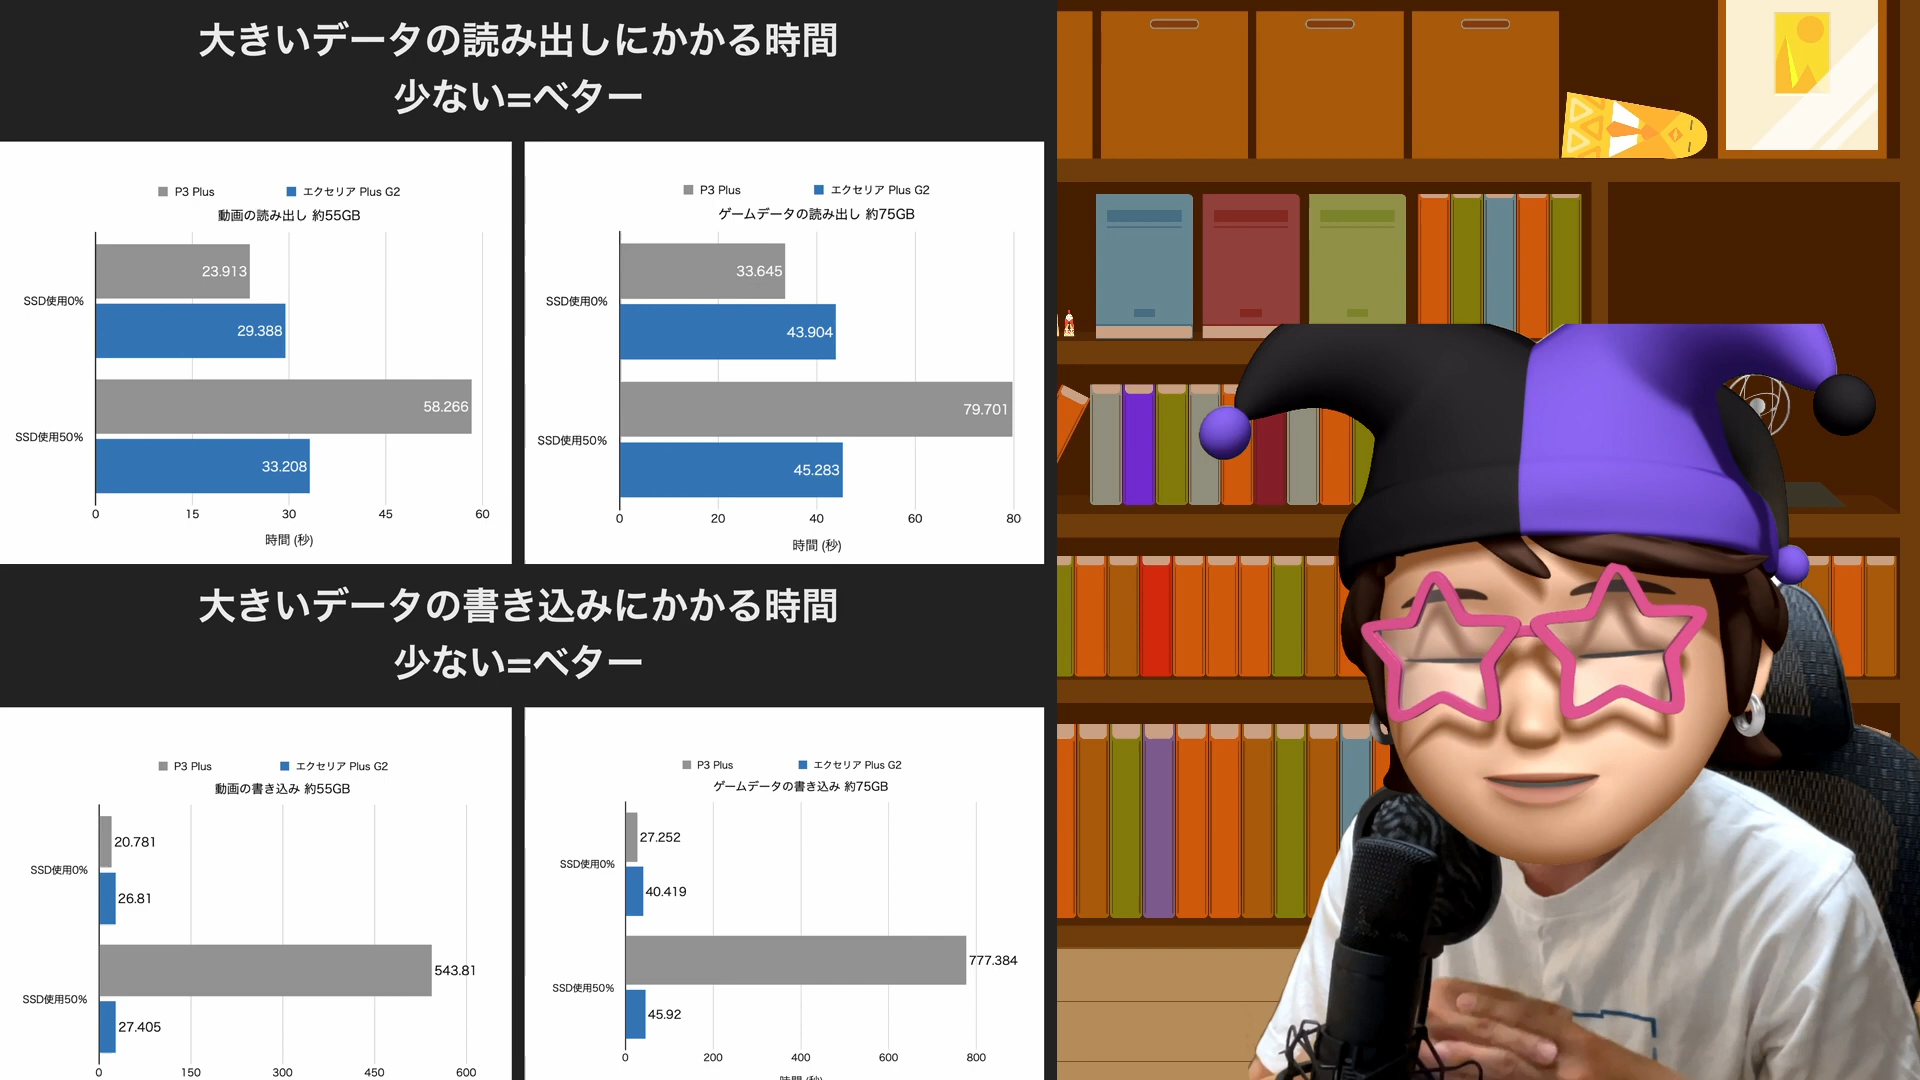 大きいデータの読み出しにかかる時間
少ない=ベター
P3 Plus
エクセリア Plus G2
動画の読み出し 約55GB
SSD使用0%
23.913
29.388
SSD使用50%
58.266
33.208
0
15
30
45
60
時間 (秒)
P3 Plus
エクセリア Plus G2
ゲームデータの読み出し 約75GB
SSD使用0%
33.645
43.904
SSD使用50%
79.701
45.283
0
20
40
60
80
時間 (秒)
大きいデータの書き込みにかかる時間
少ない=ベター
P3 Plus
エクセリア Plus G2
動画の書き込み 約55GB
SSD使用0%
20.781
26.81
SSD使用50%
543.81
27.405
0
150
300
450
600
P3 Plus
エクセリア Plus G2
ゲームデータの書き込み 約75GB
SSD使用0%
27.252
40.419
SSD使用50%
777.384
45.92
0
200
400
600
800
時間 (秒)